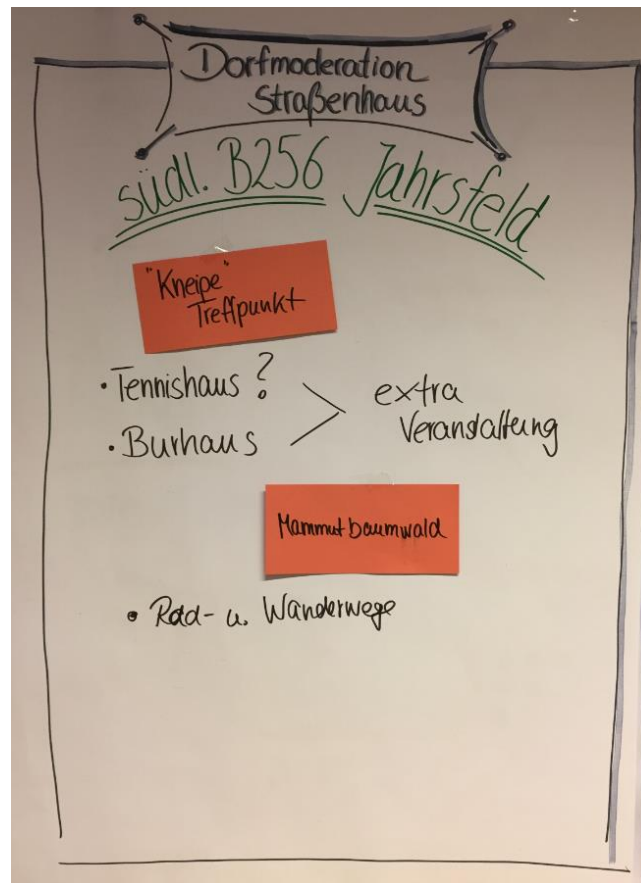 Dorfmoderation
Straßenhaus
südl. B256 Jahrsfeld
"Kneipe"
Treffpunkt
• Tennishaus ?
• Burhaus
> extra
Veranstaltung
Mammutbaumwald
• Rad- u. Wanderwege